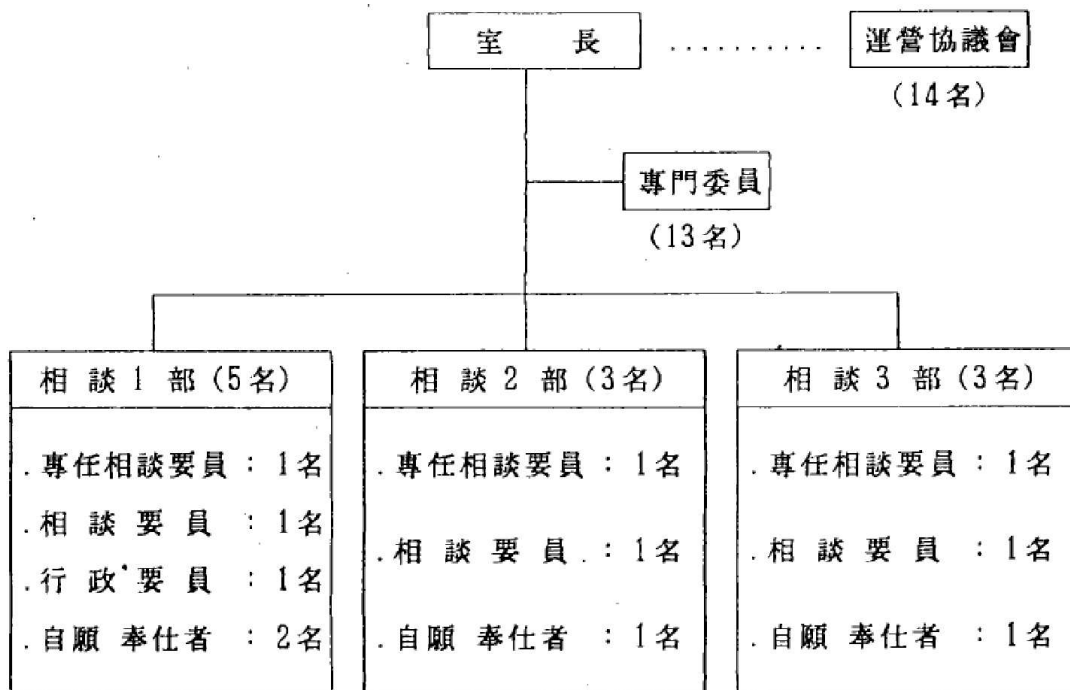 室 長 .......... 運營協議會
(14名)
專門委員
(13名)
相談1部(5名)
.專任相談要員 : 1名
.相談要員 : 1名
.行政要員 : 1名
.自願 奉仕者 : 2名
相談2部(3名)
.專任相談要員 : 1名
.相談要員 : 1名
.自願 奉仕者 : 1名
相談3部(3名)
.專任相談要員 : 1名
.相談要員 : 1名
.自願 奉仕者 : 1名